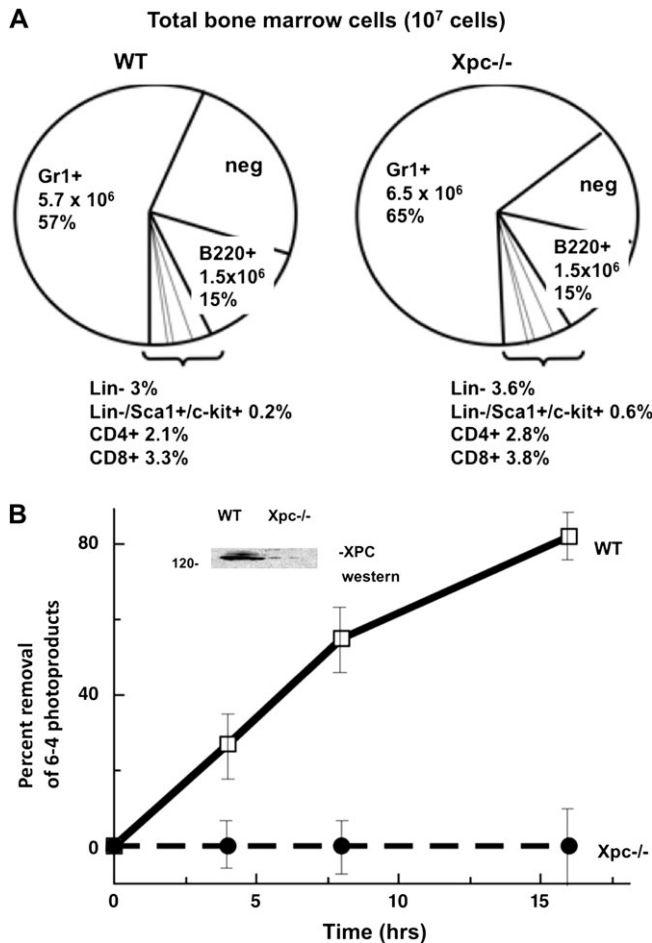 A
Total bone marrow cells (10⁷ cells)
WT
Xpc-/-
Gr1+
5.7 x 10⁶
57%
neg
B220+
1.5x10⁶
15%
Gr1+
6.5 x 10⁶
65%
neg
B220+
1.5x10⁶
15%
Lin- 3%
Lin-/Sca1+/c-kit+ 0.2%
CD4+ 2.1%
CD8+ 3.3%
Lin- 3.6%
Lin-/Sca1+/c-kit+ 0.6%
CD4+ 2.8%
CD8+ 3.8%
B
WT Xpc-/-
120-
-XPC
western
WT
Xpc-/-
Percent removal
of 6-4 photoproducts
80
40
0
0 5 10 15
Time (hrs)